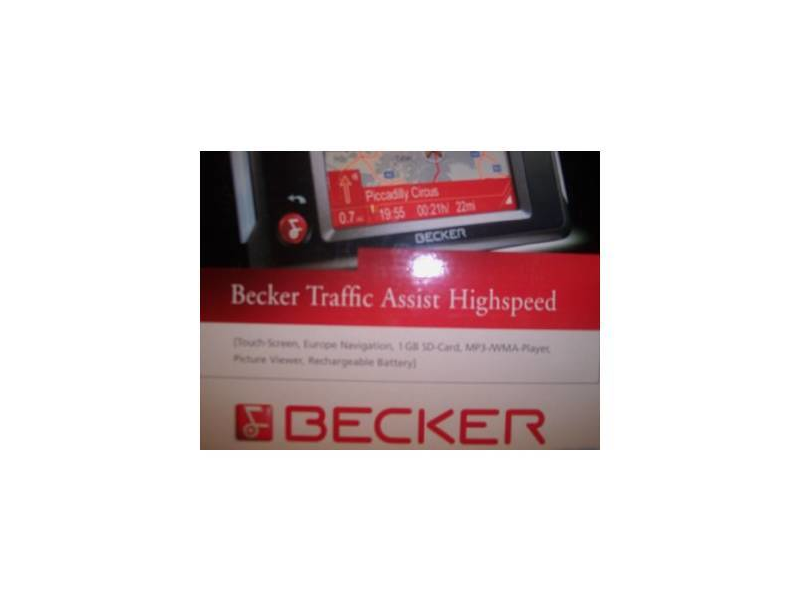 Piccadilly Circus
0.7 19:55 00:21h 22mi
BECKER
Becker Traffic Assist Highspeed
[Touch-Screen, Europe Navigation, 1 GB SD-Card, MP3-/WMA-Player,
Picture Viewer, Rechargeable Battery]
BECKER